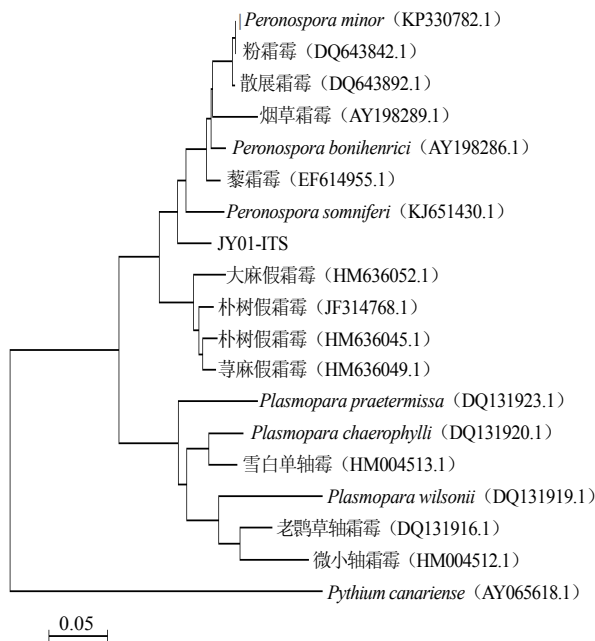 Peronospora minor（KP330782.1）
粉霜霉（DQ643842.1）
散展霜霉（DQ643892.1）
烟草霜霉（AY198289.1）
Peronospora bonihenrici（AY198286.1）
藜霜霉（EF614955.1）
Peronospora somniferi（KJ651430.1）
JY01-ITS
大麻假霜霉（HM636052.1）
朴树假霜霉（JF314768.1）
朴树假霜霉（HM636045.1）
荨麻假霜霉（HM636049.1）
Plasmopara praetermissa（DQ131923.1）
Plasmopara chaerophylli（DQ131920.1）
雪白单轴霉（HM004513.1）
Plasmopara wilsonii（DQ131919.1）
老鹳草轴霜霉（DQ131916.1）
微小轴霜霉（HM004512.1）
Pythium canariense（AY065618.1）
0.05